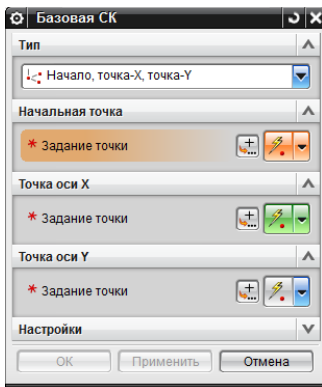 Базовая СК
Тип
Начало, точка-X, точка-Y
Начальная точка
* Задание точки
Точка оси X
* Задание точки
Точка оси Y
* Задание точки
Настройки
ОК Применить Отмена